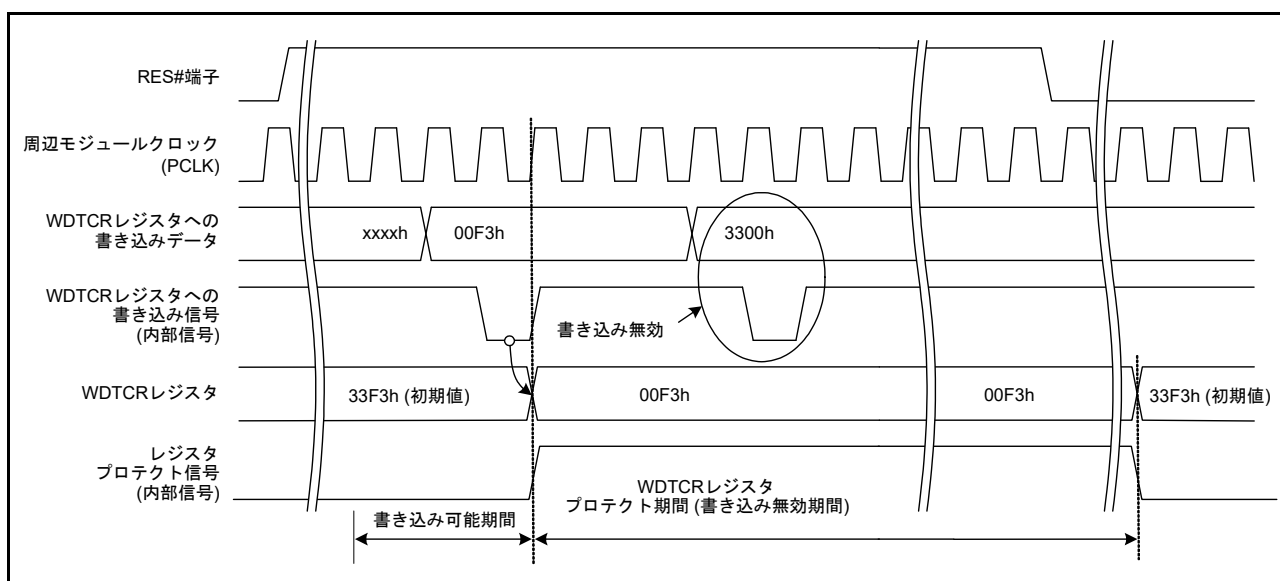 RES#端子
周辺モジュールクロック
(PCLK)
WDTCRレジスタへの
書き込みデータ
xxxxh
00F3h
3300h
WDTCRレジスタへの
書き込み信号
(内部信号)
書き込み無効
WDTCRレジスタ
33F3h (初期値)
00F3h
00F3h
33F3h (初期値)
レジスタ
プロテクト信号
(内部信号)
WDTCRレジスタ
プロテクト期間 (書き込み無効期間)
書き込み可能期間